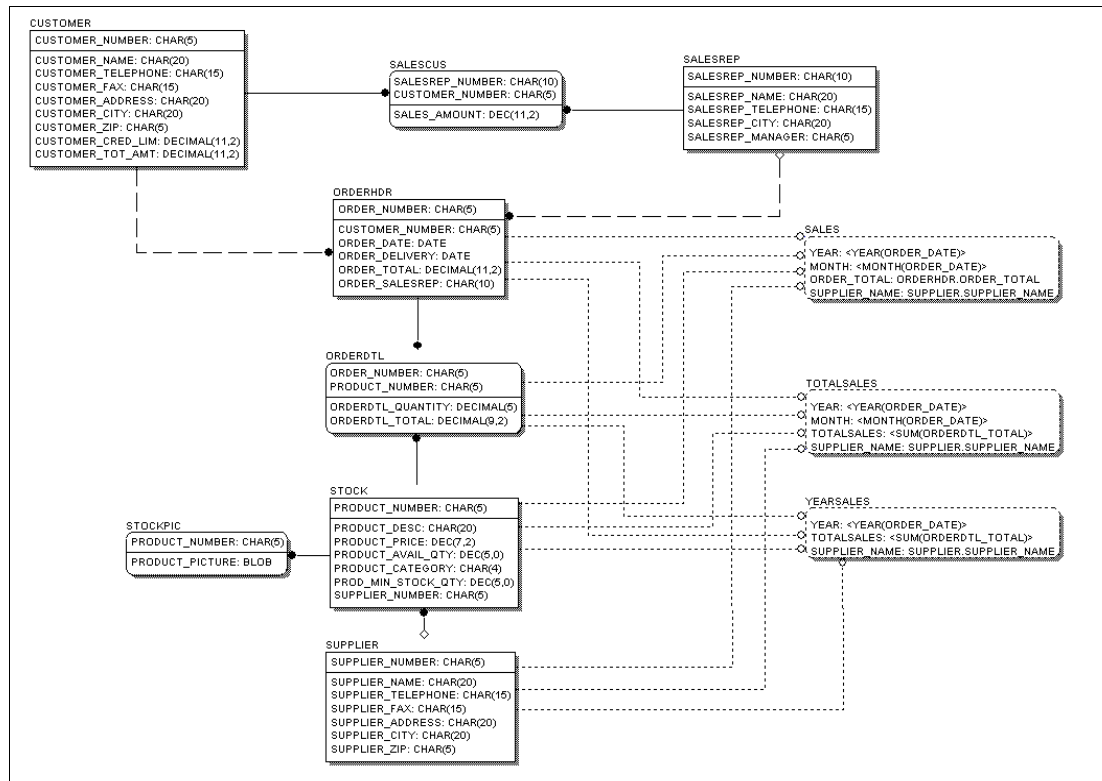 CUSTOMER
CUSTOMER_NUMBER: CHAR(5)
CUSTOMER_NAME: CHAR(20)
CUSTOMER_TELEPHONE: CHAR(15)
CUSTOMER_FAX: CHAR(15)
CUSTOMER_ADDRESS: CHAR(20)
CUSTOMER_CITY: CHAR(20)
CUSTOMER_ZIP: CHAR(5)
CUSTOMER_CRED_LIM: DECIMAL(11,2)
CUSTOMER_TOT_AMT: DECIMAL(11,2)
SALESCUS
SALESREP_NUMBER: CHAR(10)
CUSTOMER_NUMBER: CHAR(5)
SALES_AMOUNT: DEC(11,2)
SALESREP
SALESREP_NUMBER: CHAR(10)
SALESREP_NAME: CHAR(20)
SALESREP_TELEPHONE: CHAR(15)
SALESREP_CITY: CHAR(20)
SALESREP_MANAGER: CHAR(5)
ORDERHDR
ORDER_NUMBER: CHAR(5)
CUSTOMER_NUMBER: CHAR(5)
ORDER_DATE: DATE
ORDER_DELIVERY: DATE
ORDER_TOTAL: DECIMAL(11,2)
ORDER_SALESREP: CHAR(10)
SALES
YEAR: <YEAR(ORDER_DATE)>
MONTH: <MONTH(ORDER_DATE)>
ORDER_TOTAL: ORDERHDR.ORDER_TOTAL
SUPPLIER_NAME: SUPPLIER.SUPPLIER_NAME
ORDERDTL
ORDER_NUMBER: CHAR(5)
PRODUCT_NUMBER: CHAR(5)
ORDERDTL_QUANTITY: DECIMAL(5)
ORDERDTL_TOTAL: DECIMAL(9,2)
TOTALSALES
YEAR: <YEAR(ORDER_DATE)>
MONTH: <MONTH(ORDER_DATE)>
TOTALSALES: <SUM(ORDERDTL_TOTAL)>
SUPPLIER_NAME: SUPPLIER.SUPPLIER_NAME
STOCK
PRODUCT_NUMBER: CHAR(5)
PRODUCT_DESC: CHAR(20)
PRODUCT_PRICE: DEC(7,2)
PRODUCT_AVAIL_QTY: DEC(5,0)
PRODUCT_CATEGORY: CHAR(4)
PROD_MIN_STOCK_QTY: DEC(5,0)
SUPPLIER_NUMBER: CHAR(5)
YEARSALES
YEAR: <YEAR(ORDER_DATE)>
TOTALSALES: <SUM(ORDERDTL_TOTAL)>
SUPPLIER_NAME: SUPPLIER.SUPPLIER_NAME
STOCKPIC
PRODUCT_NUMBER: CHAR(5)
PRODUCT_PICTURE: BLOB
SUPPLIER
SUPPLIER_NUMBER: CHAR(5)
SUPPLIER_NAME: CHAR(20)
SUPPLIER_TELEPHONE: CHAR(15)
SUPPLIER_FAX: CHAR(15)
SUPPLIER_ADDRESS: CHAR(20)
SUPPLIER_CITY: CHAR(20)
SUPPLIER_ZIP: CHAR(5)